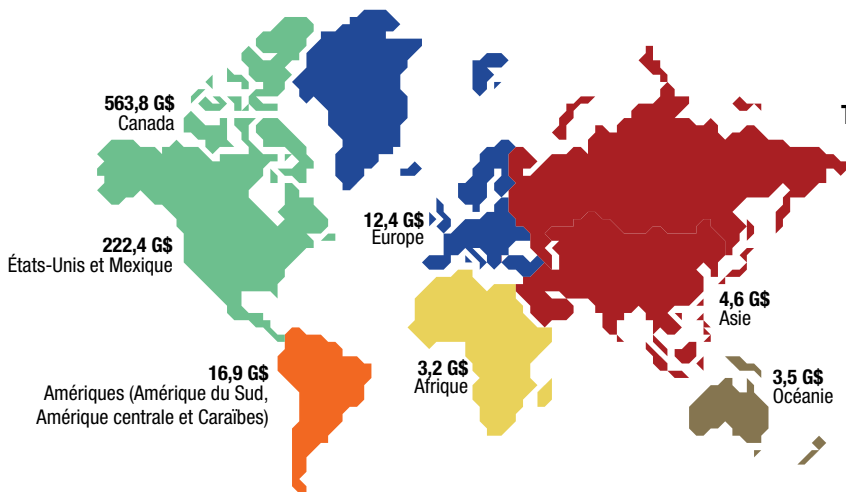 563,8 G$
Canada
222,4 G$
États-Unis et Mexique
12,4 G$
Europe
4,6 G$
Asie
16,9 G$
Amériques (Amérique du Sud,
Amérique centrale et Caraïbes)
3,2 G$
Afrique
3,5 G$
Océanie